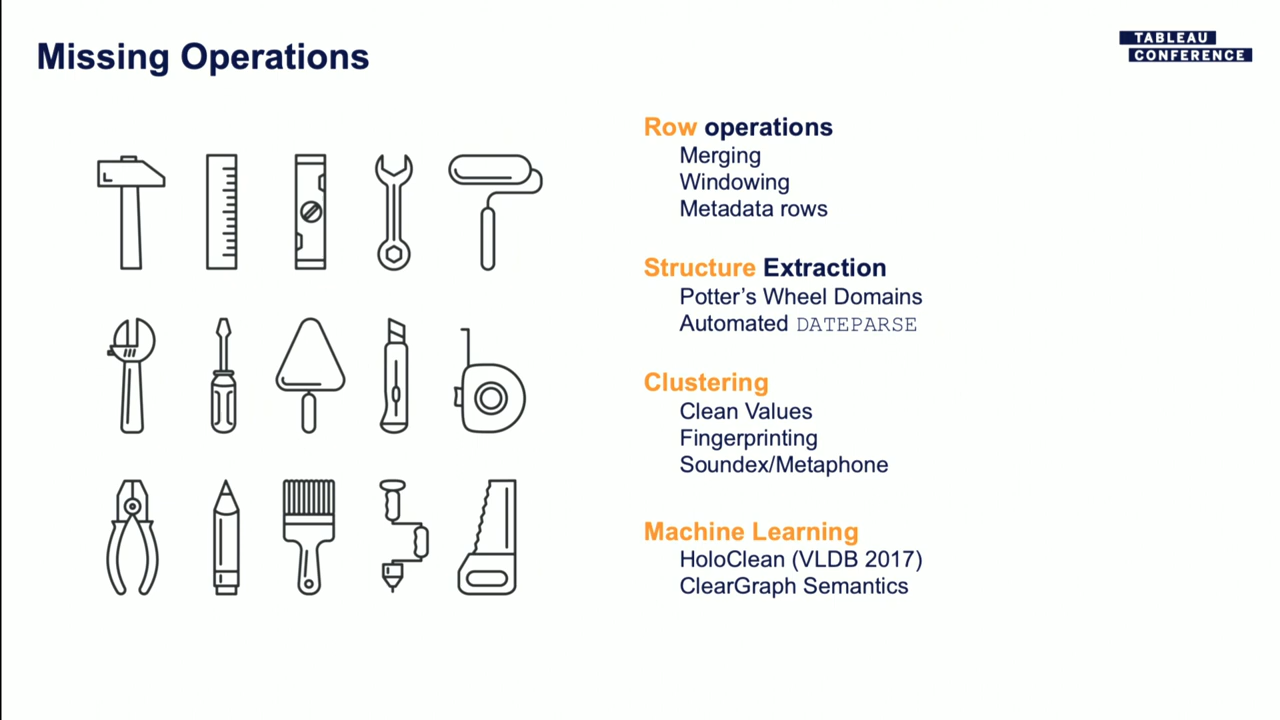 Missing Operations
TABLEAU
CONFERENCE
Row operations
Merging
Windowing
Metadata rows
Structure Extraction
Potter's Wheel Domains
Automated DATEPARSE
Clustering
Clean Values
Fingerprinting
Soundex/Metaphone
Machine Learning
HoloClean (VLDB 2017)
ClearGraph Semantics